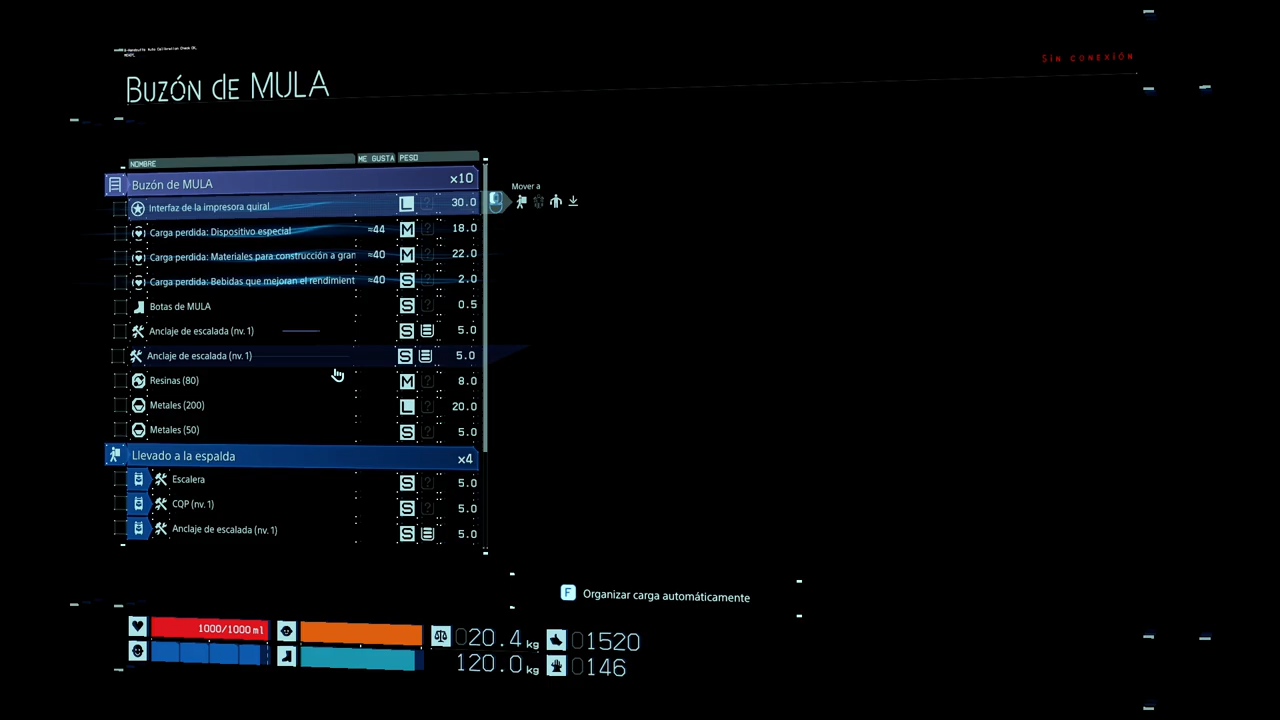 Buzón de MULA
SIN CONEXIÓN
NOMBRE ME GUSTA PESO
Buzón de MULA x10
Mover a
Interfaz de la impresora quiral L 30.0
Carga perdida: Dispositivo especial ≈44 M 18.0
Carga perdida: Materiales para construcción a gran ≈40 M 22.0
Carga perdida: Bebidas que mejoran el rendimient ≈40 S 2.0
Botas de MULA S 0.5
Anclaje de escalada (nv. 1) S 5.0
Anclaje de escalada (nv. 1) S 5.0
Resinas (80) M 8.0
Metales (200) L 20.0
Metales (50) S 5.0
Llevado a la espalda x4
Escalera S 5.0
CQP (nv. 1) S 5.0
Anclaje de escalada (nv. 1) S 5.0
F Organizar carga automáticamente
1000/1000 ml
020.4 kg
01520
120.0 kg
0146